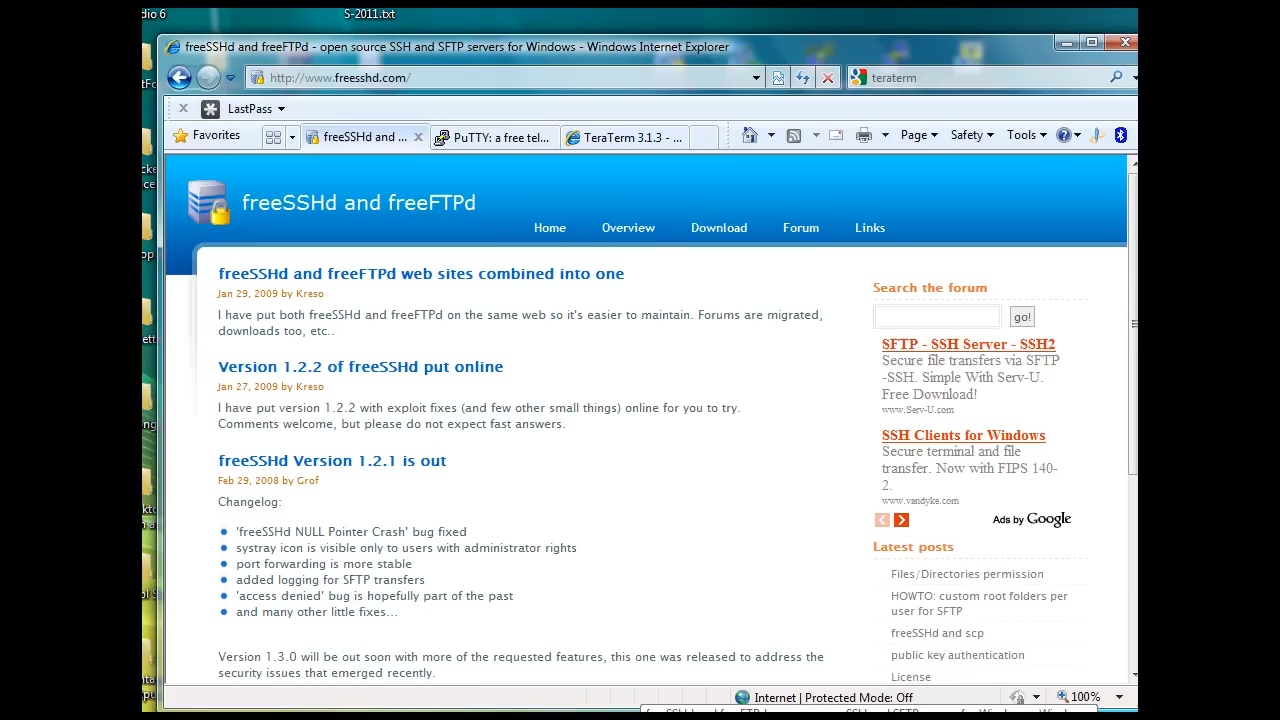 dio 6
S-2011.txt
freeSSHd and freeFTPd - open source SSH and SFTP servers for Windows - Windows Internet Explorer
http://www.freesshd.com/
teraterm
LastPass
Favorites
freeSSHd and ...
PuTTY: a free tel...
TeraTerm 3.1.3 - ...
Page
Safety
Tools
freeSSHd and freeFTPd
Home
Overview
Download
Forum
Links
freeSSHd and freeFTPd web sites combined into one
Jan 29, 2009 by Kreso
I have put both freeSSHd and freeFTPd on the same web so it's easier to maintain. Forums are migrated,
downloads too, etc..
Version 1.2.2 of freeSSHd put online
Jan 27, 2009 by Kreso
I have put version 1.2.2 with exploit fixes (and few other small things) online for you to try.
Comments welcome, but please do not expect fast answers.
freeSSHd Version 1.2.1 is out
Feb 29, 2008 by Grof
Changelog:
'freeSSHd NULL Pointer Crash' bug fixed
systray icon is visible only to users with administrator rights
port forwarding is more stable
added logging for SFTP transfers
'access denied' bug is hopefully part of the past
and many other little fixes...
Version 1.3.0 will be out soon with more of the requested features, this one was released to address the
security issues that emerged recently.
Search the forum
go!
SFTP - SSH Server - SSH2
Secure file transfers via SFTP
-SSH. Simple With Serv-U.
Free Download!
www.Serv-U.com
SSH Clients for Windows
Secure terminal and file
transfer. Now with FIPS 140-
2.
www.vandyke.com
Ads by Google
Latest posts
Files/Directories permission
HOWTO: custom root folders per
user for SFTP
freeSSHd and scp
public key authentication
License
Internet | Protected Mode: Off
100%